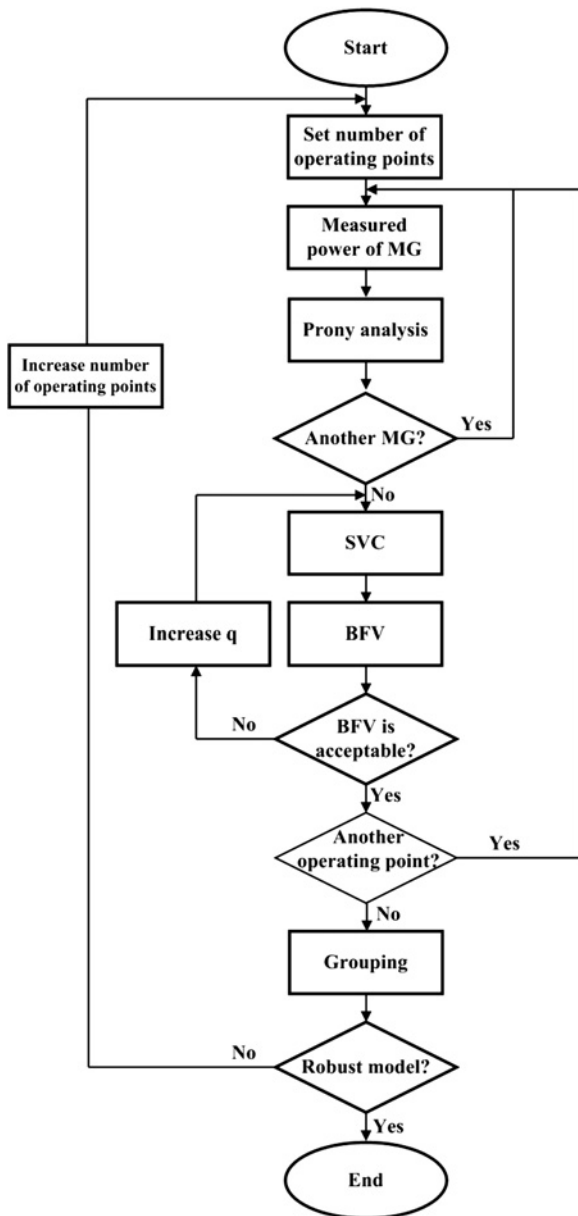 Start
Set number of
operating points
Measured
power of MG
Prony analysis
Increase number
of operating points
Another MG?
Yes
No
SVC
Increase q
BFV
No
BFV is
acceptable?
Yes
Another
operating point?
Yes
No
Grouping
No
Robust model?
Yes
End